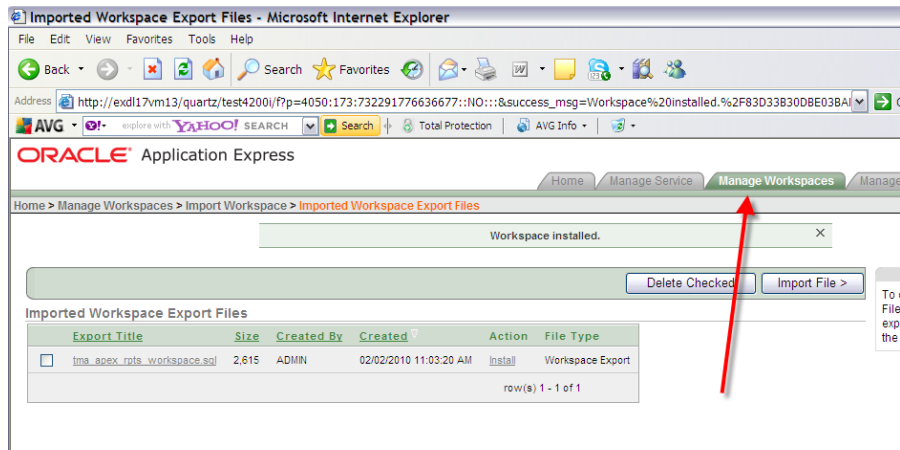 Imported Workspace Export Files - Microsoft Internet Explorer
File Edit View Favorites Tools Help
Back Search Favorites
Address http://exdl17vm13/quartz/test4200i/f?p=4050:173:732291776636677::NO:::&success_msg=Workspace%20installed.%2F83D33B30DBE03BA
AVG explore with YAHOO! SEARCH Search Total Protection AVG Info
ORACLE Application Express
Home Manage Service Manage Workspaces Manage
Home > Manage Workspaces > Import Workspace > Imported Workspace Export Files
Workspace installed.
Delete Checked Import File >
To
File
exp
the
Imported Workspace Export Files
Export Title Size Created By Created Action File Type
tma_apex_rpts_workspace.sql 2,615 ADMIN 02/02/2010 11:03:20 AM Install Workspace Export
row(s) 1 - 1 of 1